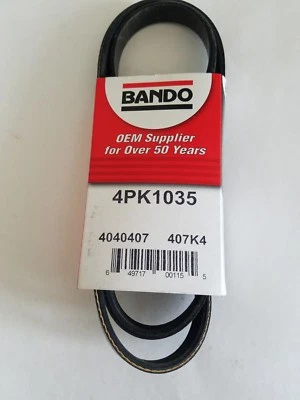 BANDO
OEM Supplier
for Over 50 Years
4PK1035
4040407 407K4
6 49717 00115 5